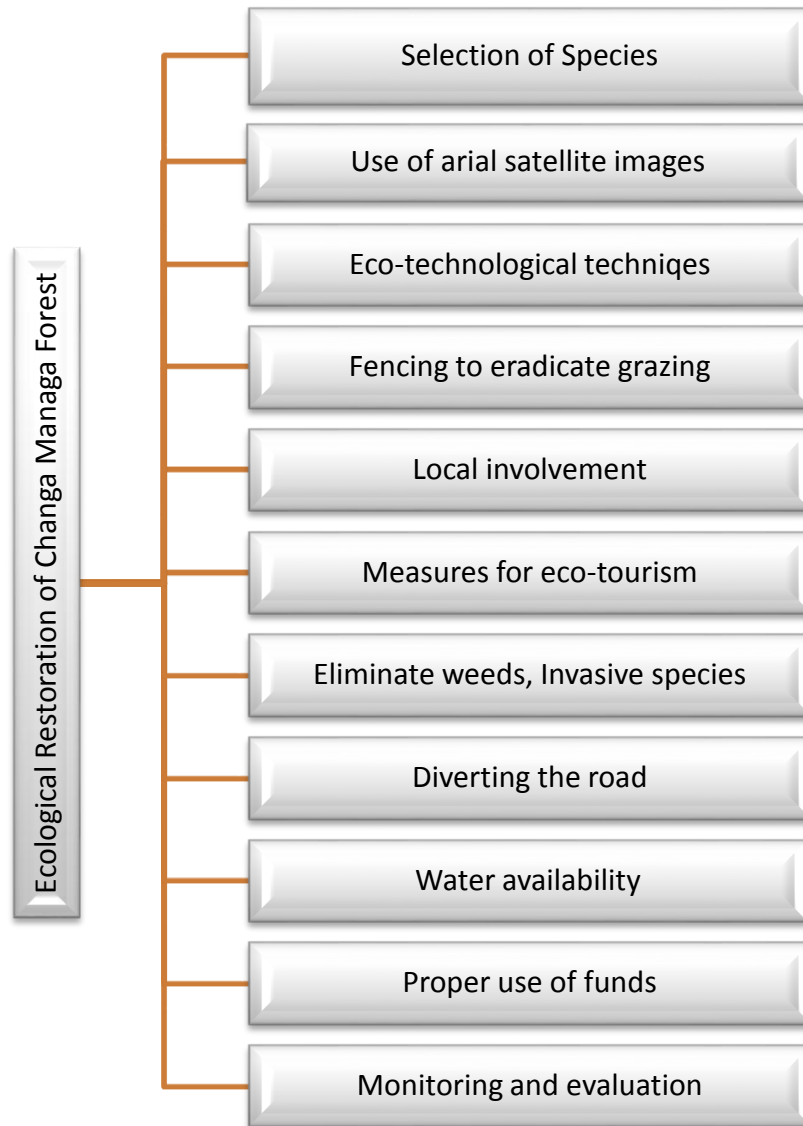 Ecological Restoration of Changa Managa Forest
Selection of Species
Use of arial satellite images
Eco-technological techniqes
Fencing to eradicate grazing
Local involvement
Measures for eco-tourism
Eliminate weeds, Invasive species
Diverting the road
Water availability
Proper use of funds
Monitoring and evaluation